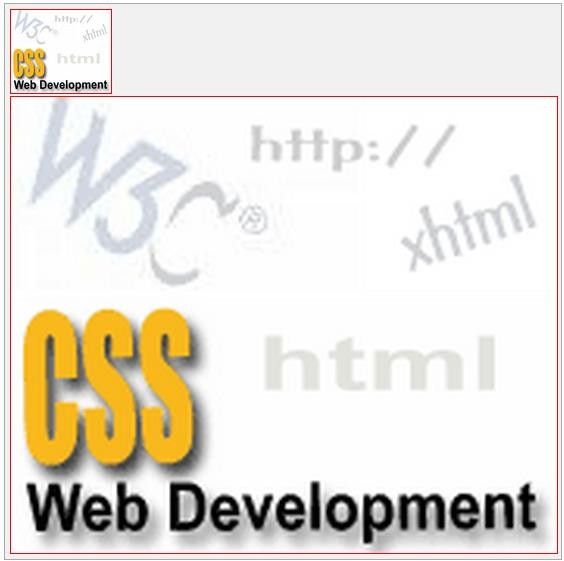 W3C http://
xhtml
CSS html
Web Development
W3C® http://
xhtml
CSS html
Web Development